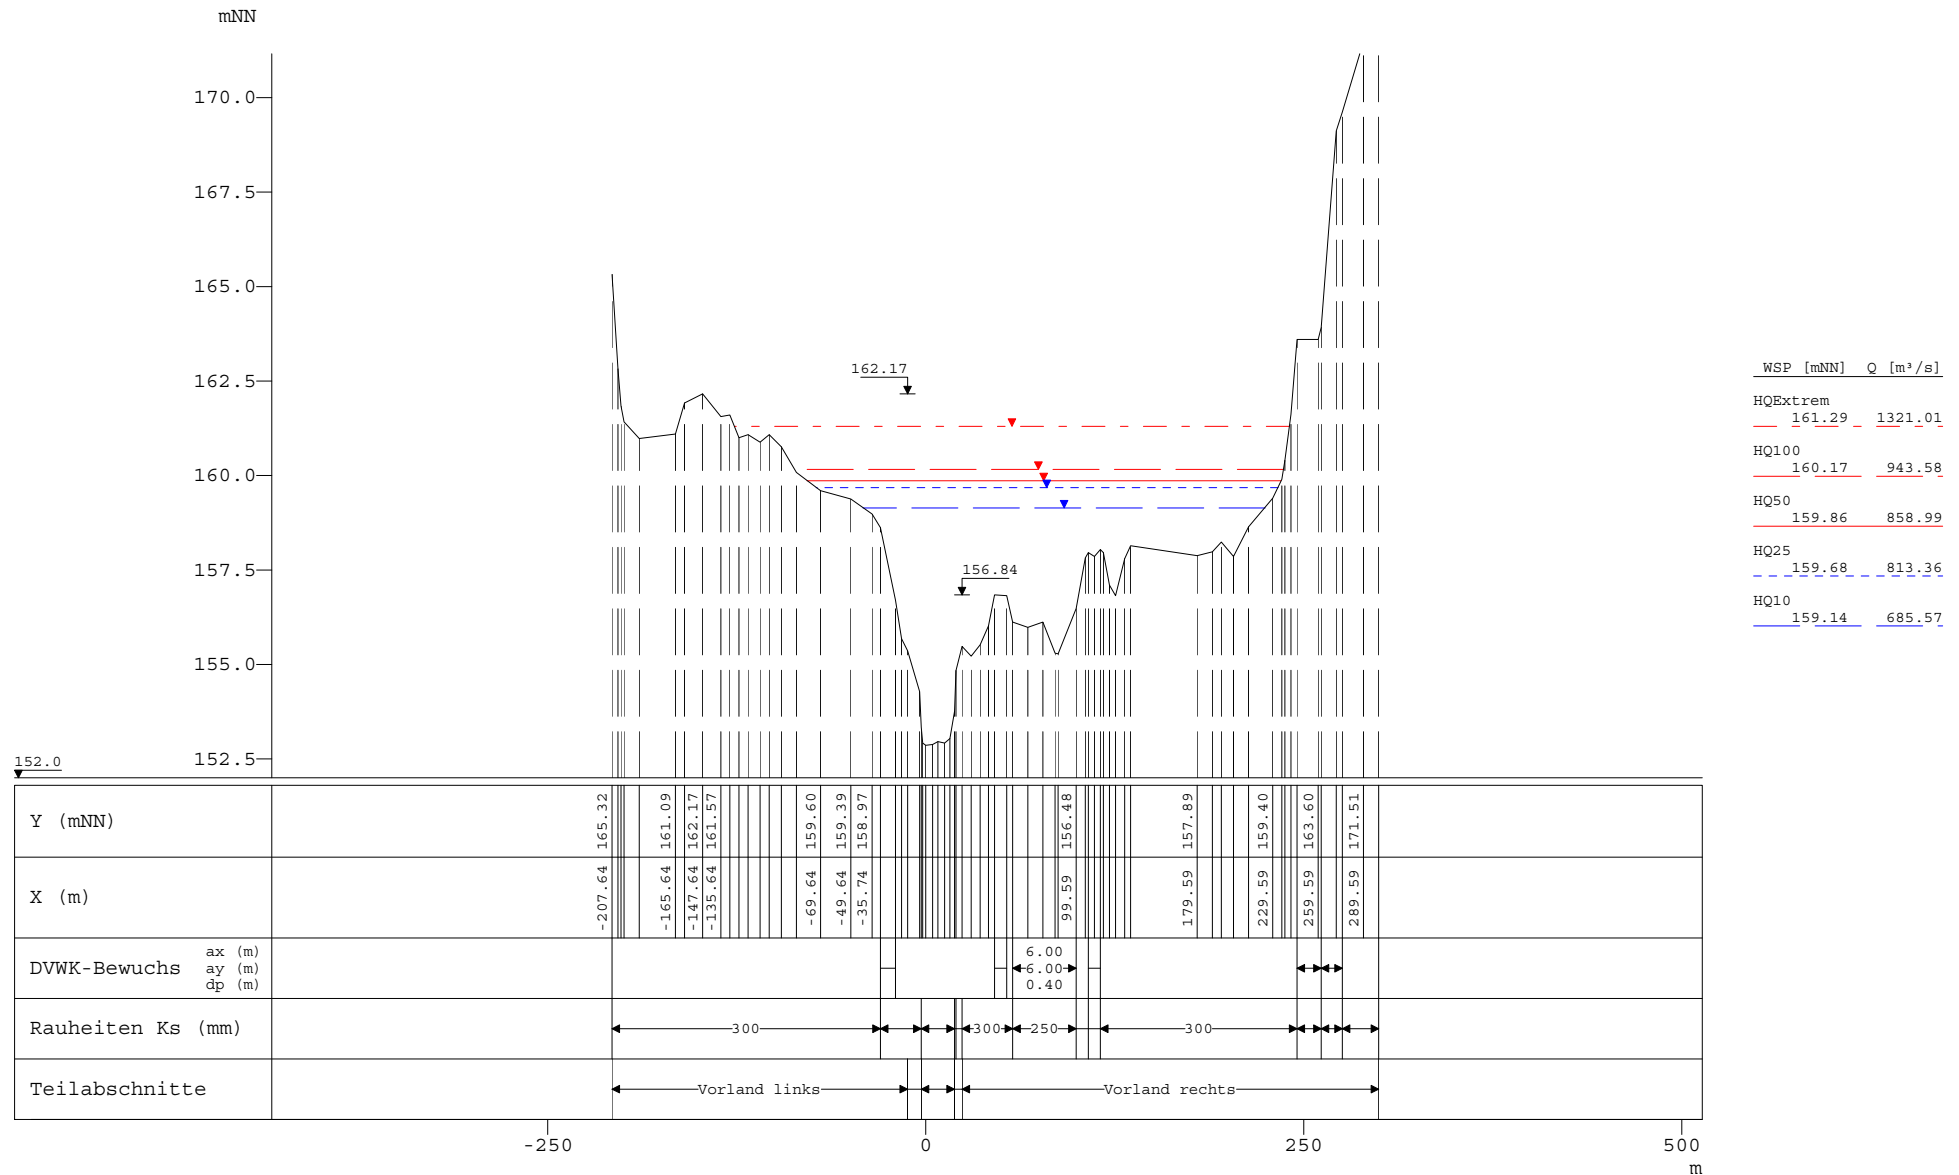 mNN
170.0
167.5
165.0
162.5
160.0
157.5
155.0
152.5
152.0
162.17
156.84
WSP [mNN] Q [m³/s]
HQExtrem
161.29 1321.01
HQ100
160.17 943.58
HQ50
159.86 858.99
HQ25
159.68 813.36
HQ10
159.14 685.57
Y (mNN) 165.32 161.09 162.17 161.57 159.60 159.39 158.97 156.48 157.89 159.40 163.60 171.51
X (m) -207.64 -165.64 -147.64 -135.64 -69.64 -49.64 -35.74 99.59 179.59 229.59 259.59 289.59
DVWK-Bewuchs
ax (m) 6.00
ay (m) 6.00
dp (m) 0.40
Rauheiten Ks (mm) 300 300 250 300
Teilabschnitte Vorland links Vorland rechts
-250 0 250 500
m